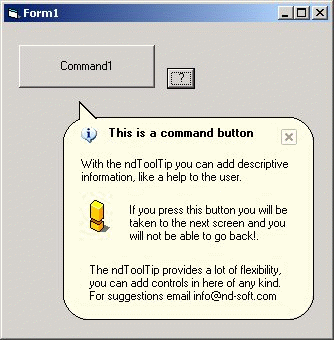 Form1
Command1
?
This is a command button
With the ndToolTip you can add descriptive
information, like a help to the user.
If you press this button you will be
taken to the next screen and you
will not be able to go back!.
The ndToolTip provides a lot of flexibility,
you can add controls in here of any kind.
For suggestions email info@nd-soft.com